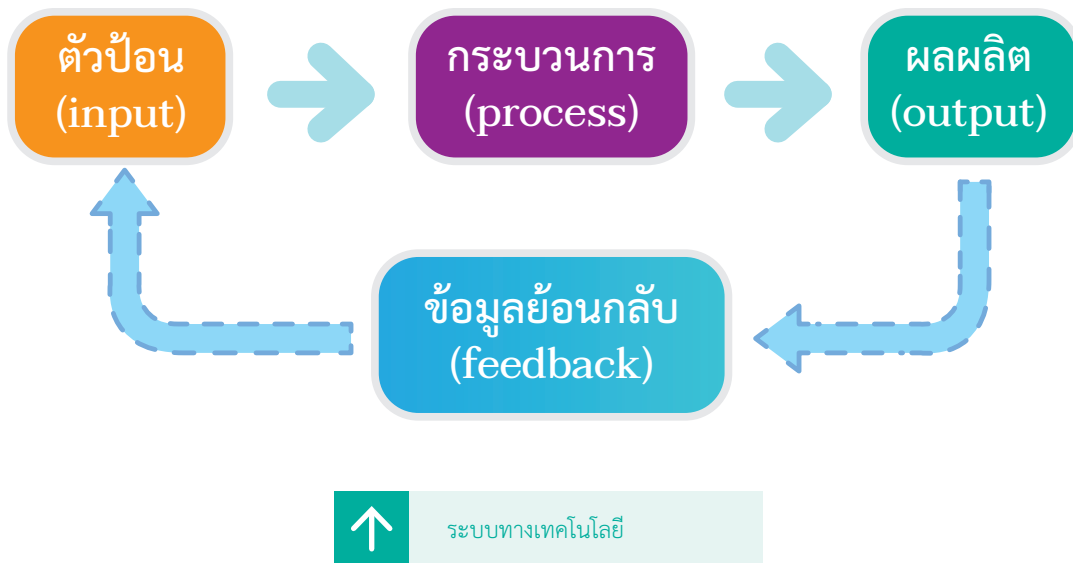 ตัวป้อน
(input)
กระบวนการ
(process)
ผลผลิต
(output)
ข้อมูลย้อนกลับ
(feedback)
ระบบทางเทคโนโลยี